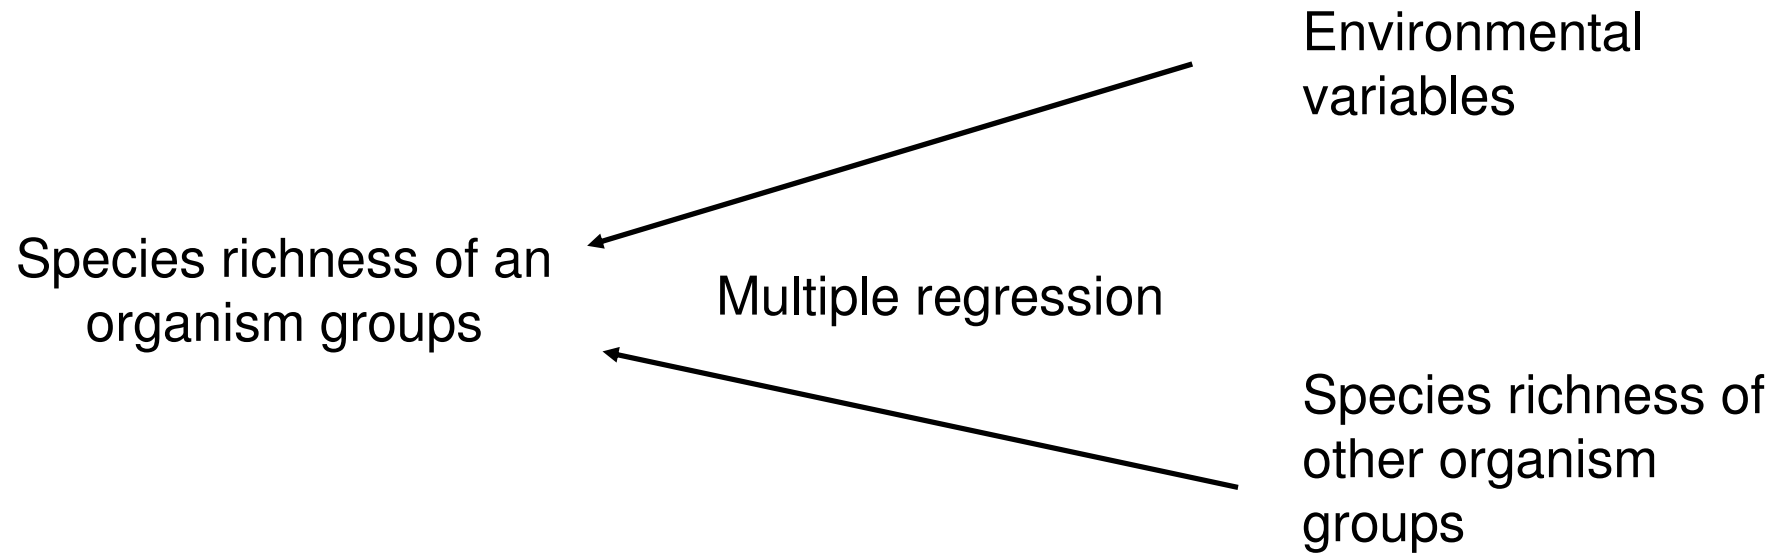 Environmental
variables
Species richness of an
organism groups
Multiple regression
Species richness of
other organism
groups